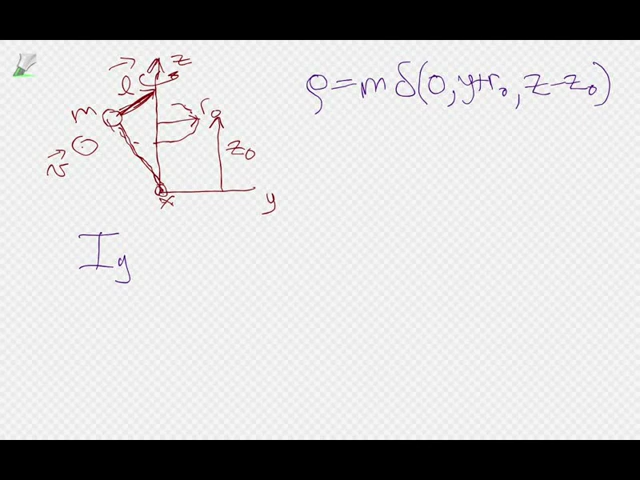 z
l
ρ = m δ(0, y+r₀, z-z₀)
m
r₀
z₀
v
x
y
I_y